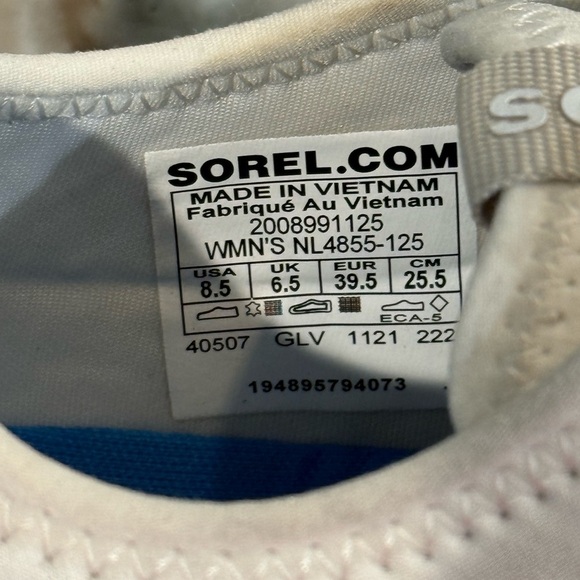 SOREL.COM
MADE IN VIETNAM
Fabriqué Au Vietnam
2008991125
WMN'S NL4855-125
USA UK EUR CM
8.5 6.5 39.5 25.5
ECA-5
40507 GLV 1121 222
194895794073